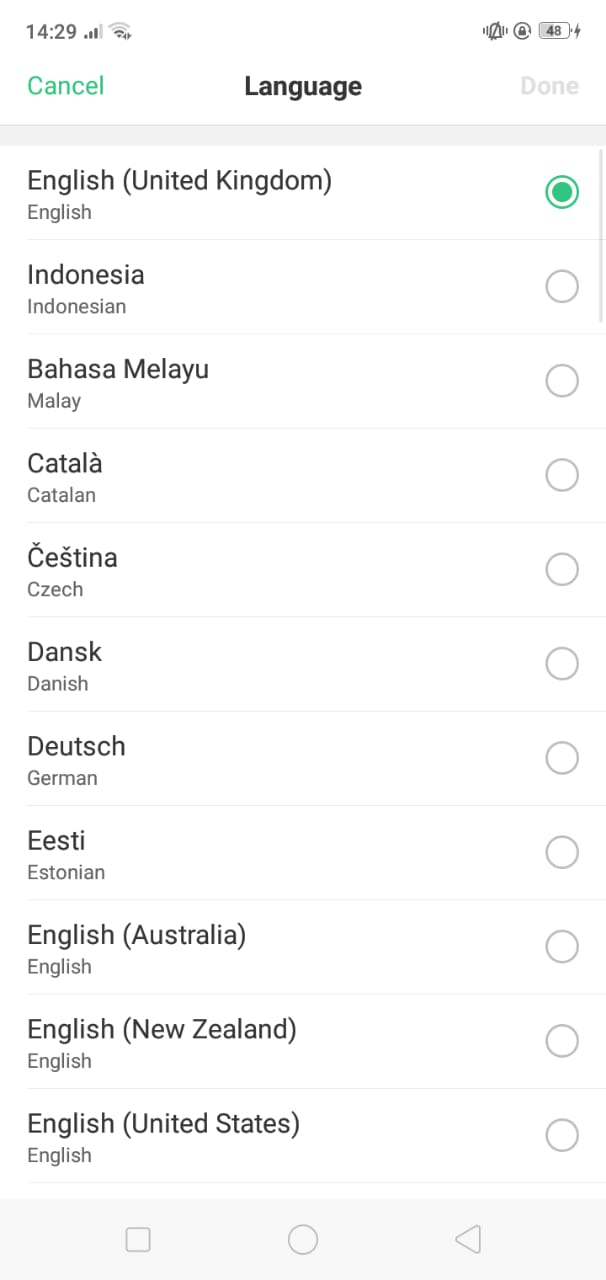 14:29
48
Cancel
Language
Done
English (United Kingdom)
English
Indonesia
Indonesian
Bahasa Melayu
Malay
Català
Catalan
Čeština
Czech
Dansk
Danish
Deutsch
German
Eesti
Estonian
English (Australia)
English
English (New Zealand)
English
English (United States)
English